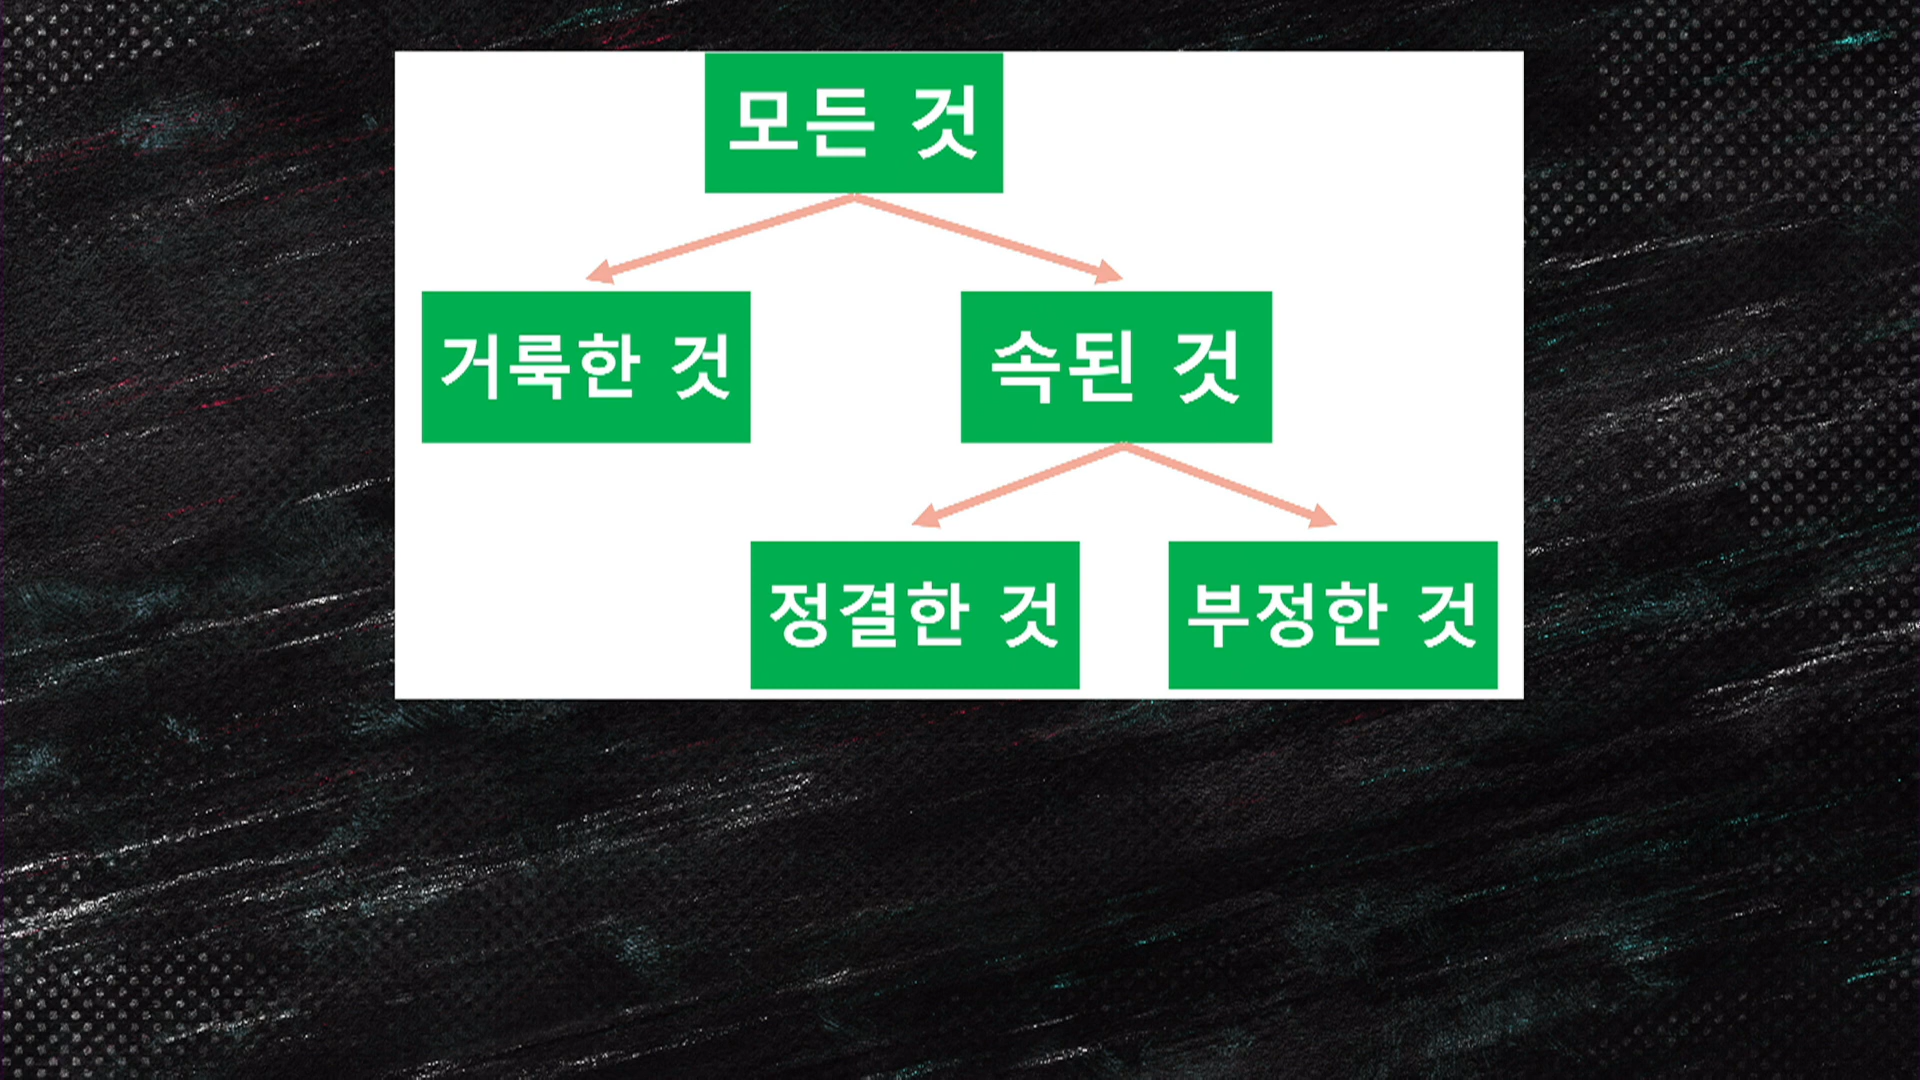 모든 것
거룩한 것
속된 것
정결한 것
부정한 것